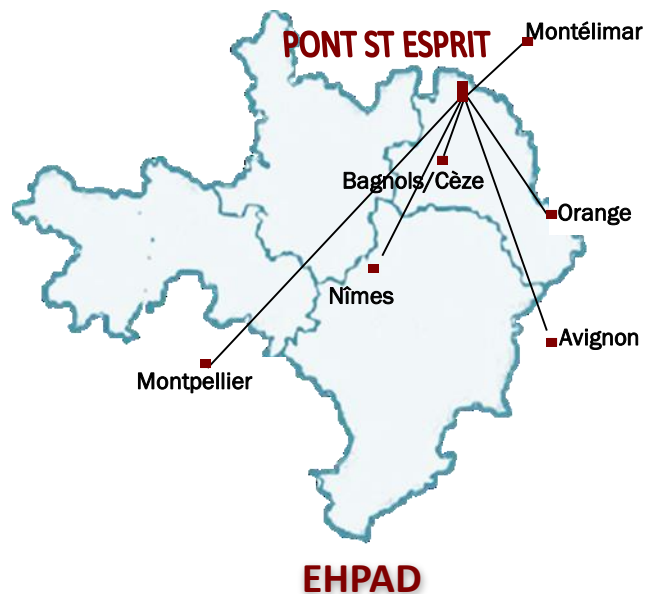 Montélimar
PONT ST ESPRIT
Bagnols/Cèze
Orange
Nîmes
Avignon
Montpellier
EHPAD